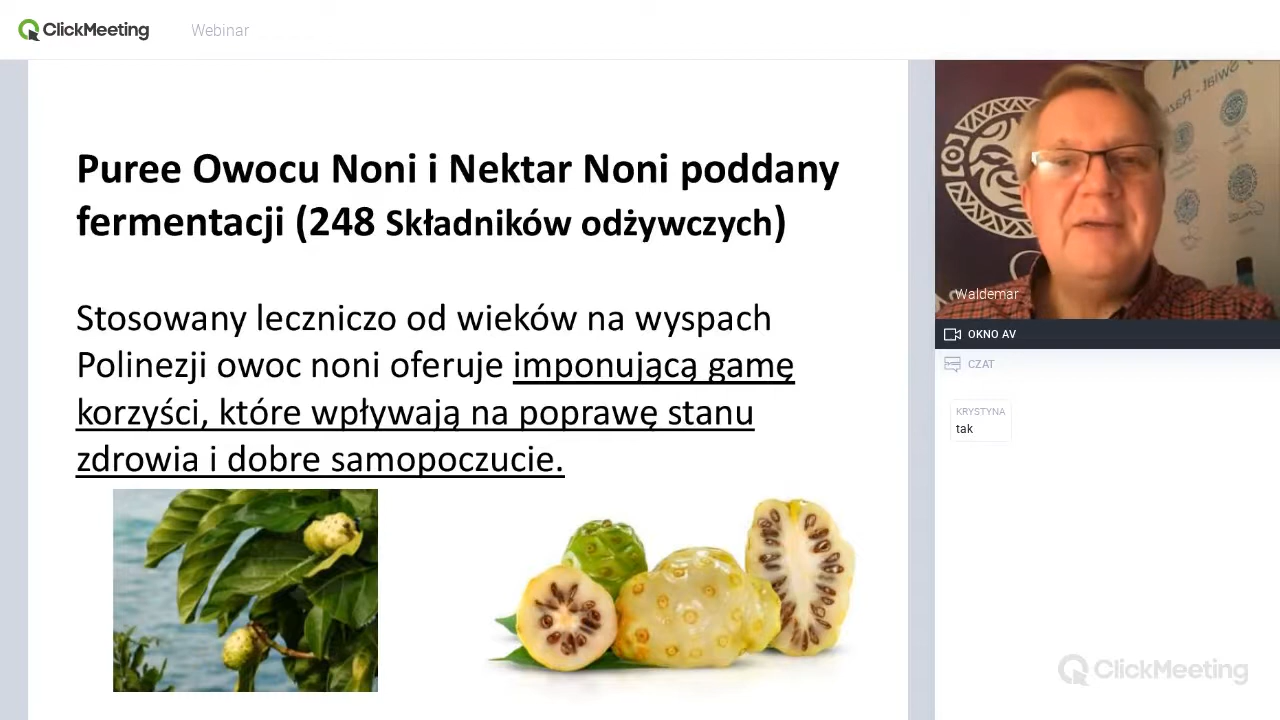 ClickMeeting
Webinar
Puree Owocu Noni i Nektar Noni poddany
fermentacji (248 Składników odżywczych)
Stosowany leczniczo od wieków na wyspach
Polinezji owoc noni oferuje imponującą gamę
korzyści, które wpływają na poprawę stanu
zdrowia i dobre samopoczucie.
Waldemar
OKNO AV
CZAT
KRYSTYNA
tak
ClickMeeting